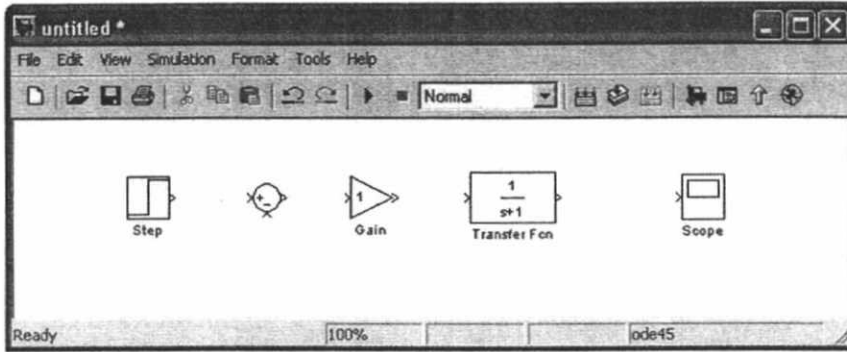 untitled *
File Edit View Simulation Format Tools Help
Normal
+ -
1
1
s+1
Step
Gain
Transfer Fcn
Scope
Ready 100% ode45